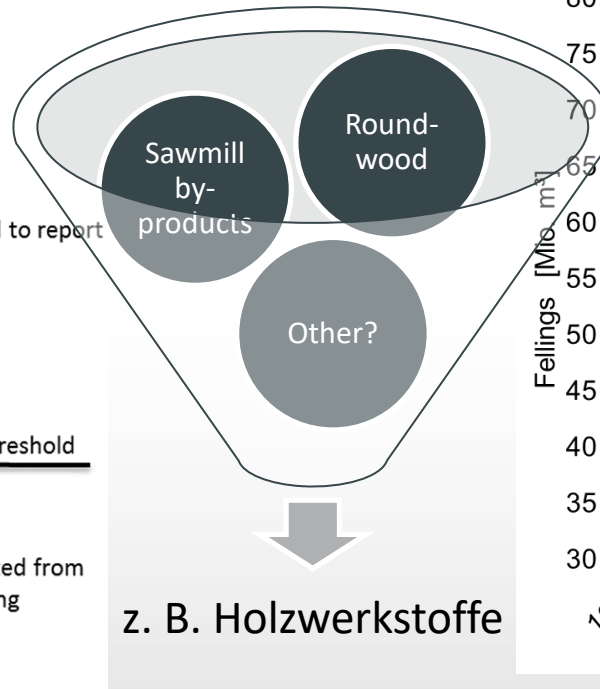 to report
reshold
ed from
ng
Sawmill
by-
products
Round-
wood
Other?
z. B. Holzwerkstoffe
Fellings [Mio. m³]
75
70
65
60
55
50
45
40
35
30